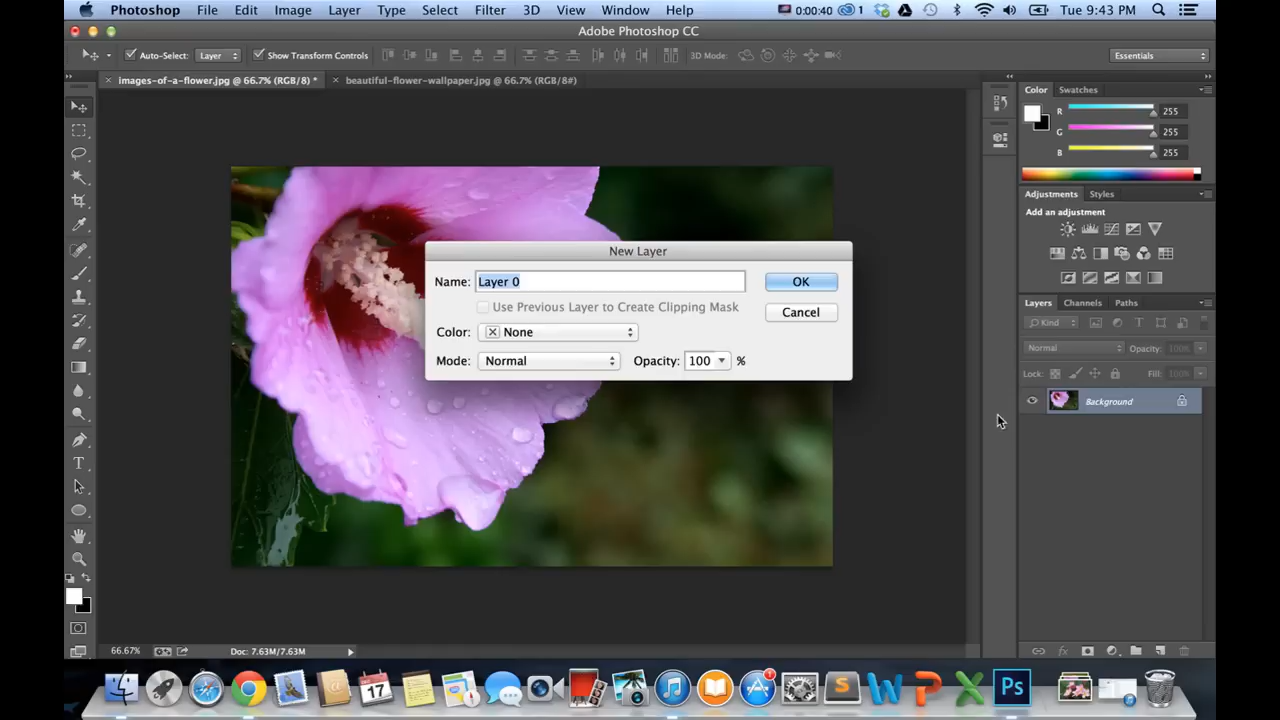 Photoshop File Edit Image Layer Type Select Filter 3D View Window Help 0:00:40 1 Tue 9:43 PM
Adobe Photoshop CC
Auto-Select: Layer Show Transform Controls 3D Mode: Essentials
images-of-a-flower.jpg @ 66.7% (RGB/8) * beautiful-flower-wallpaper.jpg @ 66.7% (RGB/8#)
Color Swatches
R 255
G 255
B 255
Adjustments Styles
Add an adjustment
New Layer
Name: Layer 0 OK
Use Previous Layer to Create Clipping Mask
Cancel
Color: None
Mode: Normal Opacity: 100 %
Layers Channels Paths
Kind
Normal Opacity: 100%
Lock: Fill: 100%
Background
66.67% Doc: 7.63M/7.63M
17
1
Ps